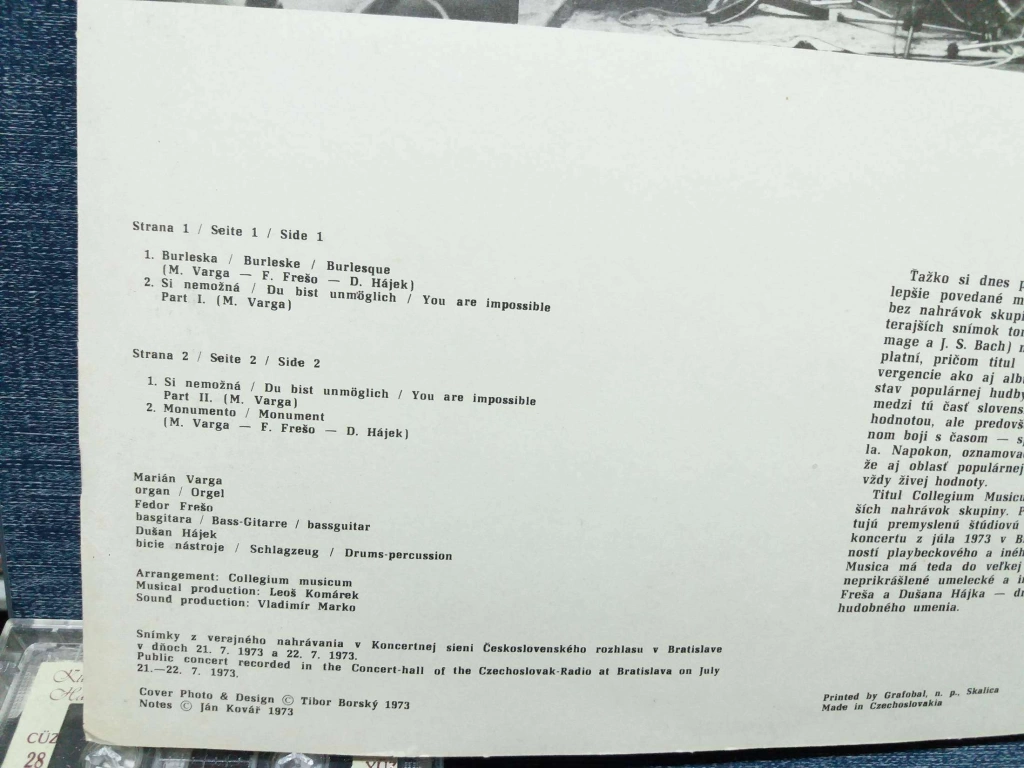 Strana 1 / Seite 1 / Side 1
1. Burleska / Burleske / Burlesque
(M. Varga — F. Frešo — D. Hájek)
2. Si nemožná / Du bist unmöglich / You are impossible
Part I. (M. Varga)
Strana 2 / Seite 2 / Side 2
1. Si nemožná / Du bist unmöglich / You are impossible
Part II. (M. Varga)
2. Monumento / Monument
(M. Varga — F. Frešo — D. Hájek)
Marián Varga
organ / Orgel
Fedor Frešo
basgitara / Bass-Gitarre / bassguitar
Dušan Hájek
bicie nástroje / Schlagzeug / Drums-percussion
Arrangement: Collegium musicum
Musical production: Leoš Komárek
Sound production: Vladimír Marko
Snímky z verejného nahrávania v Koncertnej sieni Československého rozhlasu v Bratislave
v dňoch 21. 7. 1973 a 22. 7. 1973.
Public concert recorded in the Concert-hall of the Czechoslovak-Radio at Bratislava on July
21.—22. 7. 1973.
Cover Photo & Design © Tibor Borský 1973
Notes © Ján Kovář 1973
Ťažko si dnes
lepšie povedané
bez nahrávok
terajších snímok
mage a J. S. Bach)
platní, pričom titul
vergencie ako aj
stav populárnej hudby
medzi tú časť
hodnotou, ale
nom boji s časom —
la. Napokon,
že aj oblasť populárnej
vždy živej hodnoty.
Titul Collegium
ších nahrávok skupiny.
tujú premyslenú štúdiovú
koncertu z júla 1973 v
ností playbeckového a
Musica má teda do veľkej
neprikrášlené umelecké a
Freša a Dušana Hájka —
hudobného umenia.
Printed by Grafobal, n. p., Skalica
Made in Czechoslovakia
CÜZ
28